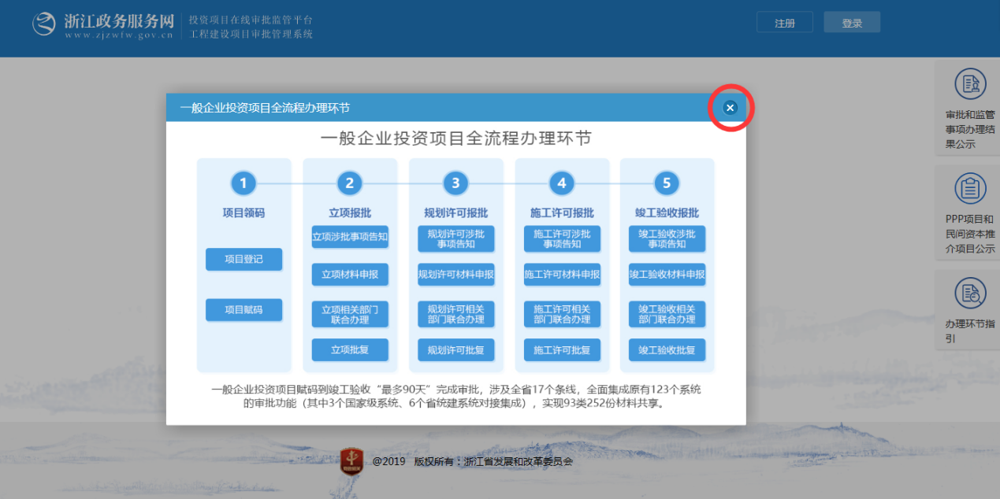 浙江政务服务网
www.zjzwfw.gov.cn
投资项目在线审批监管平台
工程建设项目审批管理系统
注册
登录
审批和监管
事项办理结
果公示
PPP项目和
民间资本推
介项目公示
办理环节指
引
一般企业投资项目全流程办理环节
一般企业投资项目全流程办理环节
1
项目领码
项目登记
项目赋码
2
立项报批
立项涉批事项告知
立项材料申报
立项相关部门
联合办理
立项批复
3
规划许可报批
规划许可涉批
事项告知
规划许可材料申报
规划许可相关
部门联合办理
规划许可批复
4
施工许可报批
施工许可涉批
事项告知
施工许可材料申报
施工许可相关
部门联合办理
施工许可批复
5
竣工验收报批
竣工验收涉批
事项告知
竣工验收材料申报
竣工验收相关
部门联合办理
竣工验收批复
一般企业投资项目赋码到竣工验收“最多90天”完成审批，涉及全省17个条线，全面集成原有123个系统
的审批功能（其中3个国家级系统、6个省统建系统对接集成），实现93类252份材料共享。
@2019 版权所有：浙江省发展和改革委员会